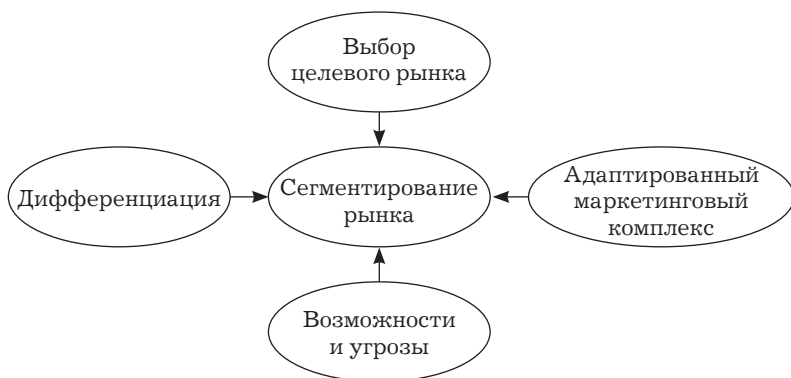 Выбор
целевого рынка
Дифференциация
Сегментирование
рынка
Адаптированный
маркетинговый
комплекс
Возможности
и угрозы